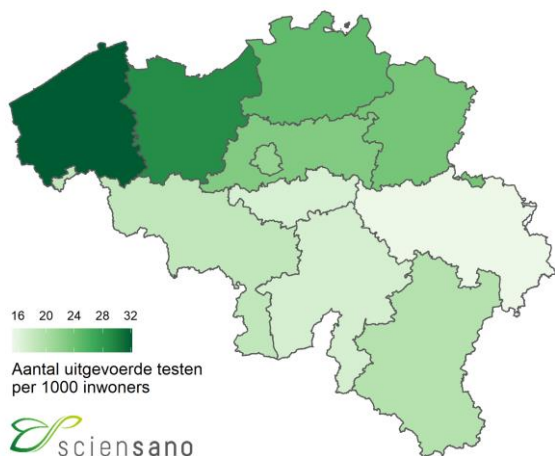 16 20 24 28 32
Aantal uitgevoerde testen
per 1000 inwoners
sciensano